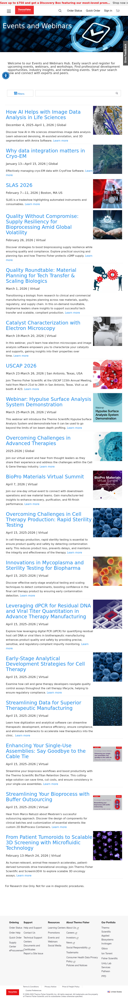 Save up to $750 and get a Discovery Box featuring our most-loved prom... Shop now
ThermoFisher
SCIENTIFIC
Order Status Quick Order Sign in
Events and Webinars
Give Feedback
Welcome to our Events and Webinars Hub. Easily search and register for
upcoming events, webinars, and workshops. Find professional development
opportunities, industry insights, and networking events. Start your search
now and connect with experts and peers.
Filters
How AI Helps with Image Data
Analysis in Life Sciences
December 4, 2025–April 1, 2026 | Global
Discover how AI in life sciences streamlines image data analysis.
Learn advanced denoising, AI-assisted annotation, and 3D
segmentation with Amira Software. Learn more
Why data integration matters in
Cryo-EM
January 13—April 15, 2026 | Global
Effectively managing cryo-EM data with CryoFlow Software. Learn
more
SLAS 2026
February 7—11, 2026 | Boston, MA US
SLAS is a tradeshow highlighting automated instruments and
consumables. Learn more
Quality Without Compromise:
Supply Resiliency for
Bioprocessing Amid Global
Volatility
February 26, 2026 | Virtual
Discover strategies to boost bioprocessing supply resilience while
ensuring quality and compliance. Explore practical sourcing and
planning tips and how Thermo Fisher protects cGMP supply. Learn
more
Quality Roundtable: Material
Planning for Tech Transfer &
Scaling Biologics
March 1, 2026 | Virtual
Transitioning a biologic from research to clinical and commercial
manufacturing requires planning across raw materials, quality,
regulatory, and supply chain. In this on-demand roundtable,
biopharma leaders share insights to support successful tech
transfer and scalable, compliant production. Learn more
Catalyst Characterization with
Electron Microscopy
March 19-March 20, 2026 | Virtual
In this webinar, you'll learn how electron microscopes and image
analysis software empowers you to characterize your catalysts
and supports, gaining insights into their properties over
time. Learn more
USCAP 2026
March 23-March 26, 2026 | San Antonio, Texas, USA
Join Thermo Fisher Scientific at the USCAP 115th Annual Meeting,
held from March 21st to 26th in San Antonio, Texas. Visit us at
booth # 423. Learn more
Webinar: Hypulse Surface Analysis
System Demonstration
Webinar
Hypulse Surface
Analysis System
Demonstration
March 25-March 26, 2026 | Virtual
This webinar will introduce the Thermo Scientific Hypulse Surface
Analysis System and demonstrate how it can be used to go
beyond the limits of ion beam depth profiling. Learn more
Overcoming Challenges in
Advanced Therapies
2025-2026 | Global
Join our virtual event and hear from thought leaders as they
share their experience and address the challenges within the Cell
& Gene therapy industry. Learn more
BioPro Materials Virtual Summit
BioPro Materials
Virtual Summit
April 7, 2026 | Virtual
Join our one-day virtual event to connect with downstream
operations and raw material teams. Gain manufacturer-led
insights to enhance recovery, purification, and fill-finish
performance. Learn more
Overcoming Challenges in Cell
Therapy Production: Rapid Sterility
Testing
April 15, 2025-2026 | Virtual
In cell therapy production, rapid sterility testing is essential to
ensure product quality and safety by detecting contamination
early. This reduces product loss, prevents delays, and maintains
the integrity and effectiveness of the therapy. Learn more
Innovations in Mycoplasma and
Sterility Testing for Biopharma
April 15, 2025–2026 | Virtual
Discover effective early-stage analytical testing and scaling
techniques to detect contaminants, boosting confidence in the
final cell therapy product by ensuring early contamination
detection. Learn more
Leveraging dPCR for Residual DNA
and Viral Titer Quantitation in
Advance Therapy Manufacturing
April 15, 2025–2026 | Virtual
Explore how leveraging digital PCR (dPCR) for quantifying residual
host cell DNA or viral titers in biotherapeutic manufacturing
enhances product quality and safety by providing precise,
sensitive, and regulatory-compliant impurity monitoring. Learn
more
Early-Stage Analytical
Development Strategies for Cell
Therapy
April 15, 2025–2026 | Virtual
Examine how cell and gene therapy developers navigate quality
control assays throughout the cell therapy lifecycle, helping to
ensure regulatory compliance. Learn more
Streamlining Data for Superior
Therapeutic Manufacturing
April 15, 2025–2026 | Virtual
Learn how digitization and analytical software can streamline
therapeutic development, enhance efficiency, ensure compliance,
and eliminate bottlenecks to accelerate new therapeutics into the
clinic. Learn more
Enhancing Your Single-Use
Assemblies: Say Goodbye to the
Cable Tie
April 15, 2025–2026 | Virtual
Streamline your bioprocess workflows and boost productivity with
the Thermo Scientific BioTitan Retention Device. This cutting-
edge solution can save time, cut costs, and ensure consistency in
your single-use assemblies. Learn more
Streamlining Your Bioprocess with
Buffer Outsourcing
April 15, 2025–2026 | Virtual
Hear from Marco Natuzzi about Mexbrain's successful
outsourcing approach. Discover the design of components for
clinical batches and customization of essential elements like
custom 2D BioProcess Containers. Learn more
From Patient Tumoroids to Scalable
3D Screening with Microfluidic
Technology
February 13–March 24, 2026 | Virtual
As human-relevant, animal-free research accelerates, patient-
derived tumoroids drive translational oncology. Join Thermo Fisher
Scientific and ScreenIn3D® to explore scalable 3D oncology
assays. Learn more
For Research Use Only. Not for use in diagnostic procedures.
Ordering
Order Status
Order Help
Quick Order
Supply
Center
eProcurement
Support
Help and Support
Contact Us
Technical Support
Centers
Documents and
Certificates
Report a Site Issue
Resources
Learning Centers
Promotions
Events and
Webinars
Social Media
About Thermo Fisher
About Us
Careers
Investors
News
Social Responsibility
Trademarks
Consumer Health Data Privacy
Policy
Policies and Notices
Our Portfolio
Thermo
Scientific
Applied
Biosystems
Invitrogen
Gibco
Ion Torrent
Fisher Scientific
Unity Lab
Services
Patheon
PPD
Terms & Conditions Privacy Notice Price & Freight Policy
Cookie Preferences
© 2006-2026 Thermo Fisher Scientific Inc. All rights reserved. All trademarks are the property
of Thermo Fisher Scientific and its subsidiaries unless otherwise specified.
ThermoFisher
United States